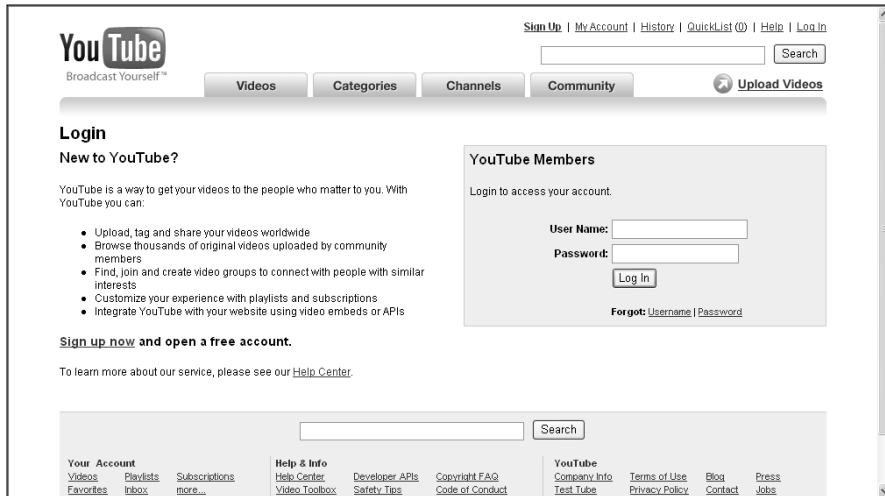 Sign Up | My Account | History | QuickList (0) | Help | Log In
You Tube
Broadcast Yourself™
Search
Videos Categories Channels Community Upload Videos
Login
New to YouTube?
YouTube is a way to get your videos to the people who matter to you. With
YouTube you can:
● Upload, tag and share your videos worldwide
● Browse thousands of original videos uploaded by community
members
● Find, join and create video groups to connect with people with similar
interests
● Customize your experience with playlists and subscriptions
● Integrate YouTube with your website using video embeds or APIs
Sign up now and open a free account.
To learn more about our service, please see our Help Center.
YouTube Members
Login to access your account.
User Name:
Password:
Log In
Forgot: Username | Password
Search
Your Account
Videos Playlists Subscriptions
Favorites Inbox more...
Help & Info
Help Center Developer APIs Copyright FAQ
Video Toolbox Safety Tips Code of Conduct
YouTube
Company Info Terms of Use Blog Press
Test Tube Privacy Policy Contact Jobs